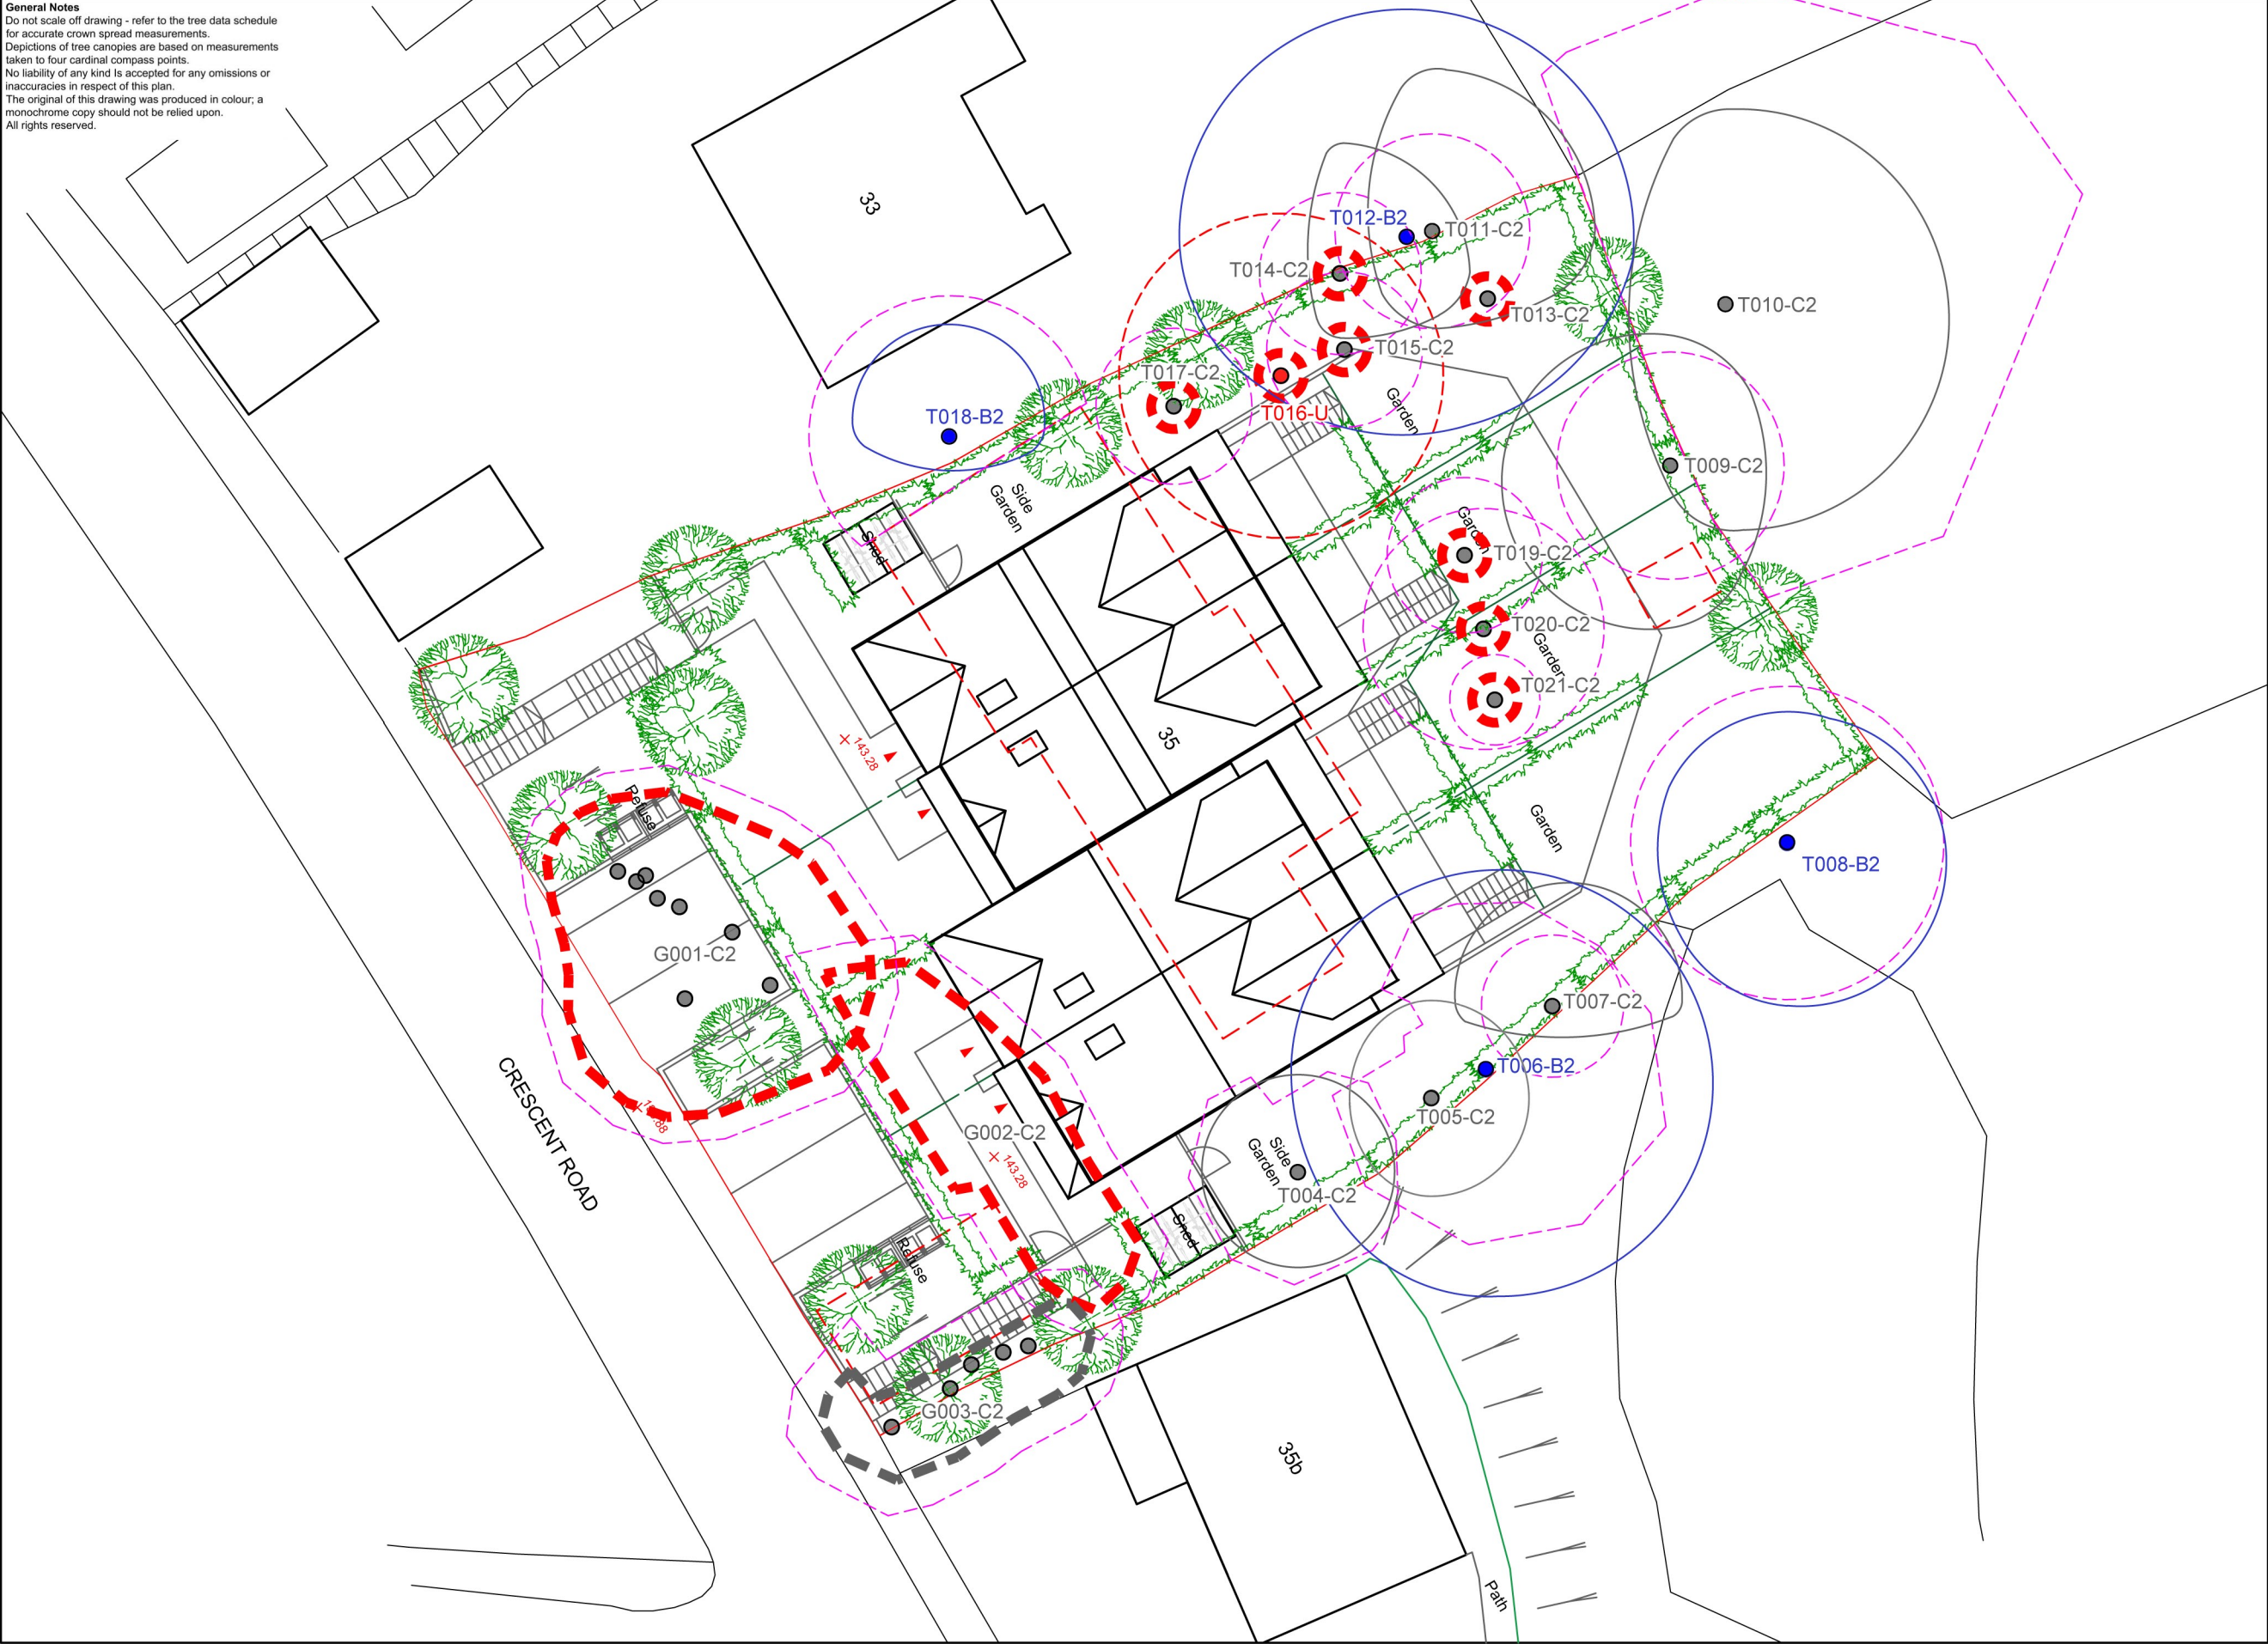 General Notes
Do not scale off drawing - refer to the tree data schedule
for accurate crown spread measurements.
Depictions of tree canopies are based on measurements
taken to four cardinal compass points.
No liability of any kind Is accepted for any omissions or
inaccuracies in respect of this plan.
The original of this drawing was produced in colour; a
monochrome copy should not be relied upon.
All rights reserved.
33
T012-B2
T011-C2
T014-C2
T013-C2
T010-C2
T015-C2
T017-C2
T016-U
Garden
T018-B2
T009-C2
Side
Garden
Shed
Garden
T019-C2
T020-C2
Garden
T021-C2
35
143.28
Refuse
Garden
T008-B2
G001-C2
T007-C2
T006-B2
T005-C2
CRESCENT ROAD
G002-C2
143.28
Side
Garden
T004-C2
Shed
Refuse
G003-C2
35b
Path